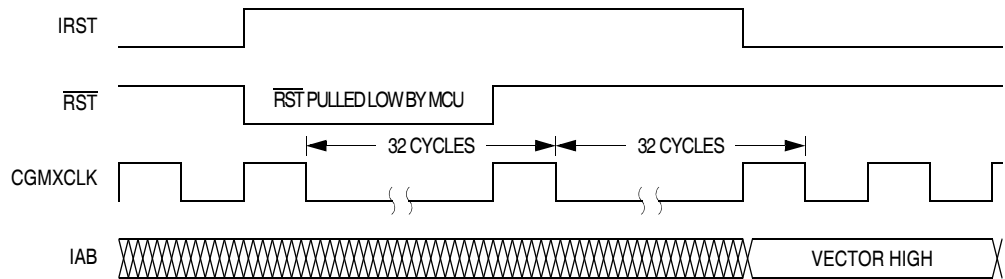 IRST
RST
RST PULLED LOW BY MCU
32 CYCLES
32 CYCLES
CGMXCLK
IAB
VECTOR HIGH